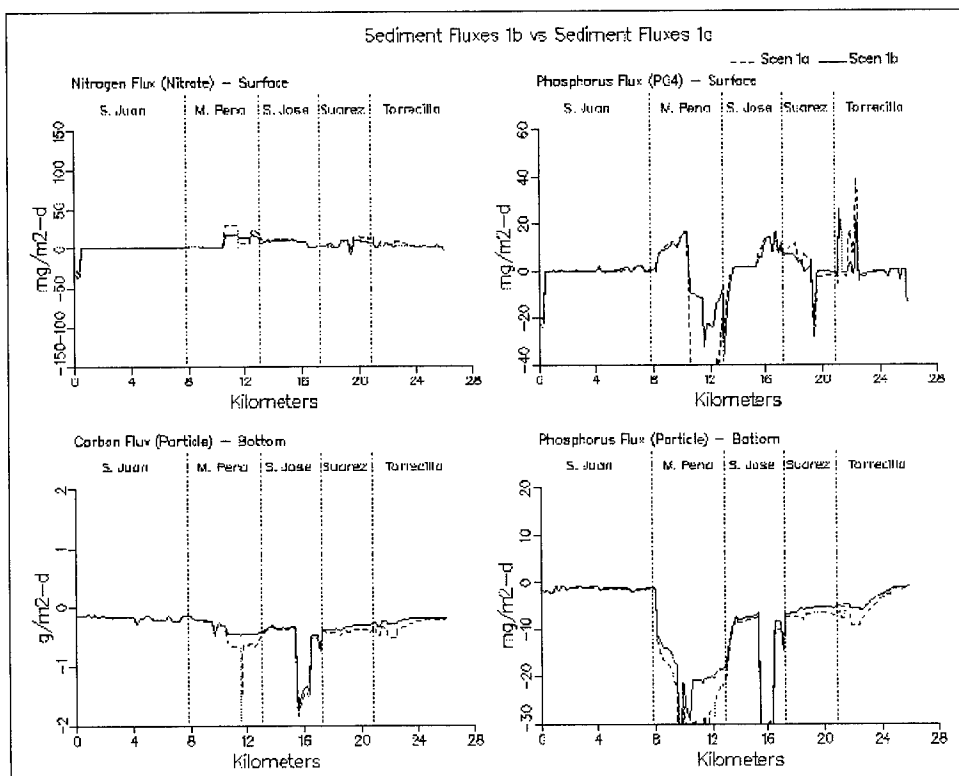 Sediment Fluxes 1b vs Sediment Fluxes 1a
Scen 1a Scen 1b
Nitrogen Flux (Nitrate) – Surface
S. Juan M. Pena S. Jose Suarez Torrecilla
mg/m2–d
150
100
50
0
-50
-100
-150
0 4 8 12 16 20 24 28
Kilometers
Phosphorus Flux (PO4) – Surface
S. Juan M. Pena S. Jose Suarez Torrecilla
mg/m2–d
60
40
20
0
-20
-40
0 4 8 12 16 20 24 28
Kilometers
Carbon Flux (Particle) – Bottom
S. Juan M. Pena S. Jose Suarez Torrecilla
g/m2–d
2
1
0
-1
-2
0 4 8 12 16 20 24 28
Kilometers
Phosphorus Flux (Particle) – Bottom
S. Juan M. Pena S. Jose Suarez Torrecilla
mg/m2–d
20
10
0
-10
-20
-30
0 4 8 12 16 20 24 28
Kilometers